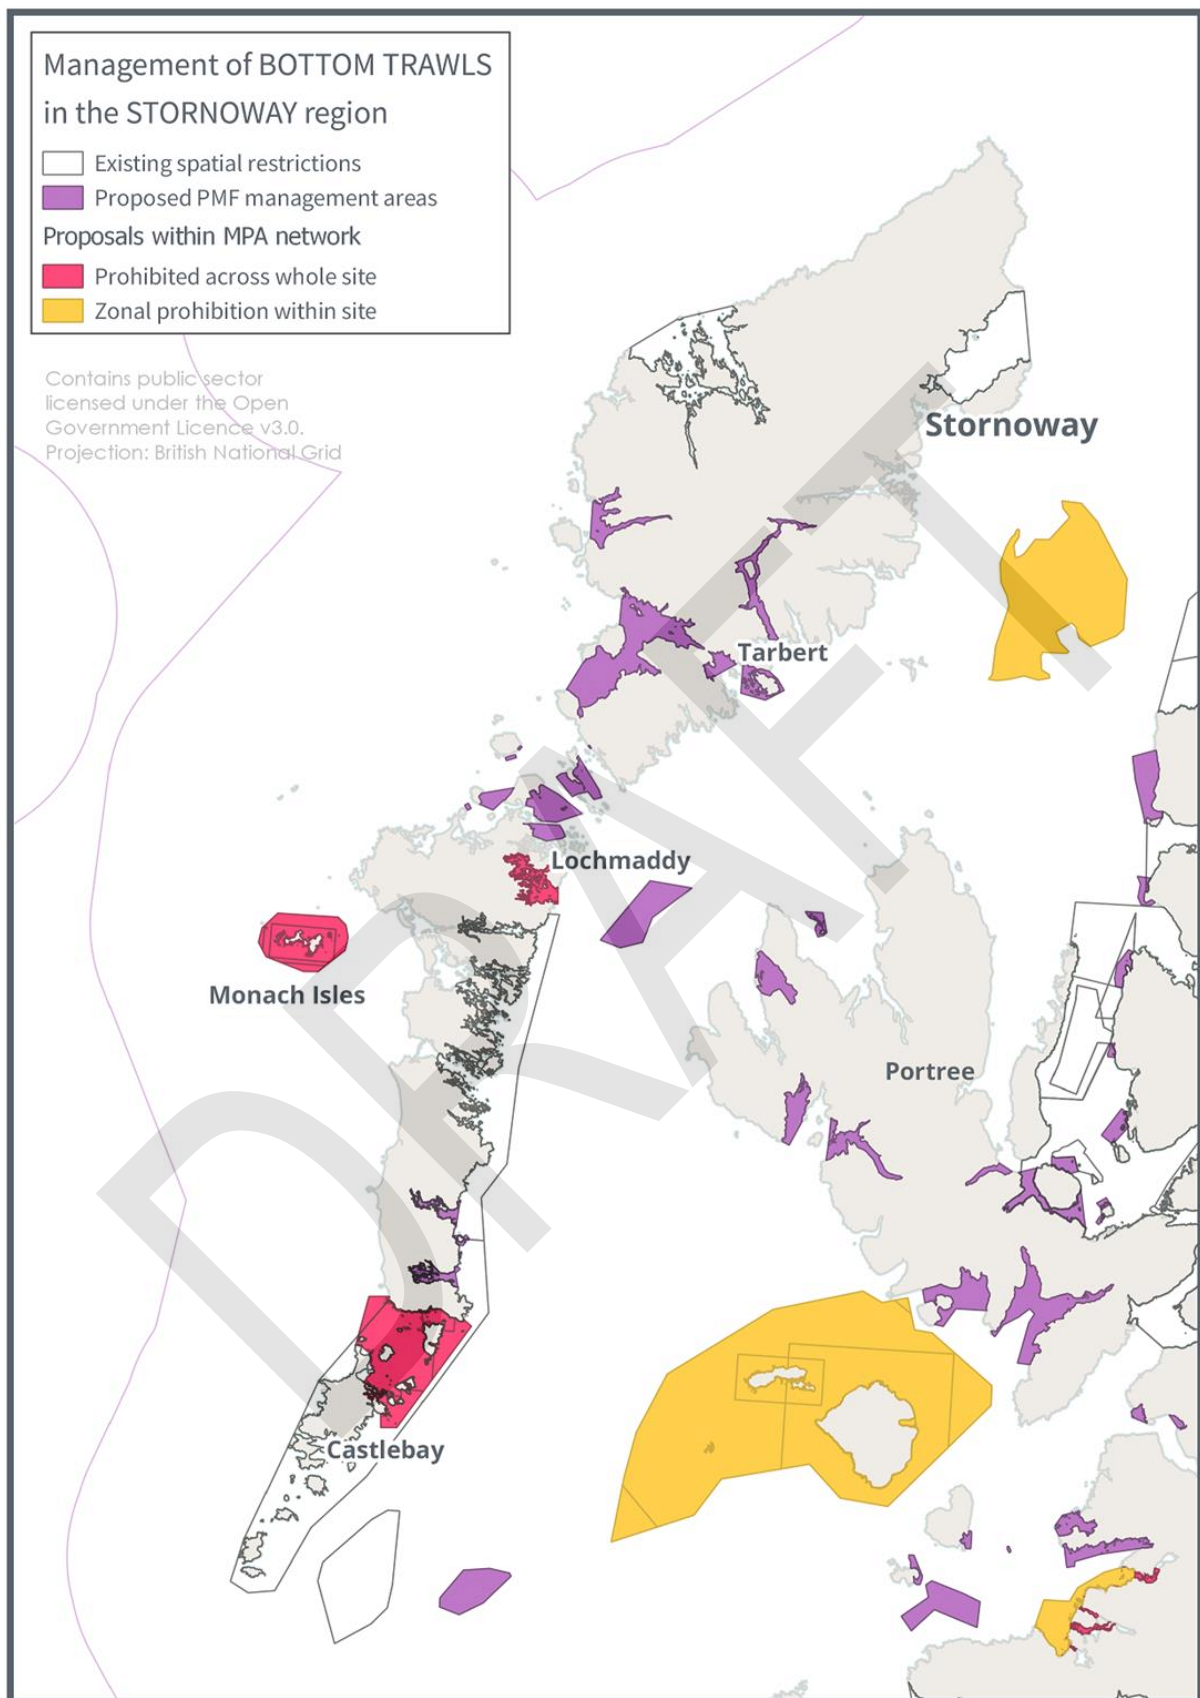 Management of BOTTOM TRAWLS
in the STORNOWAY region
Existing spatial restrictions
Proposed PMF management areas
Proposals within MPA network
Prohibited across whole site
Zonal prohibition within site
Contains public sector
licensed under the Open
Government Licence v3.0.
Projection: British National Grid
Stornoway
Tarbert
Lochmaddy
Monach Isles
Portree
Castlebay
DRAFT